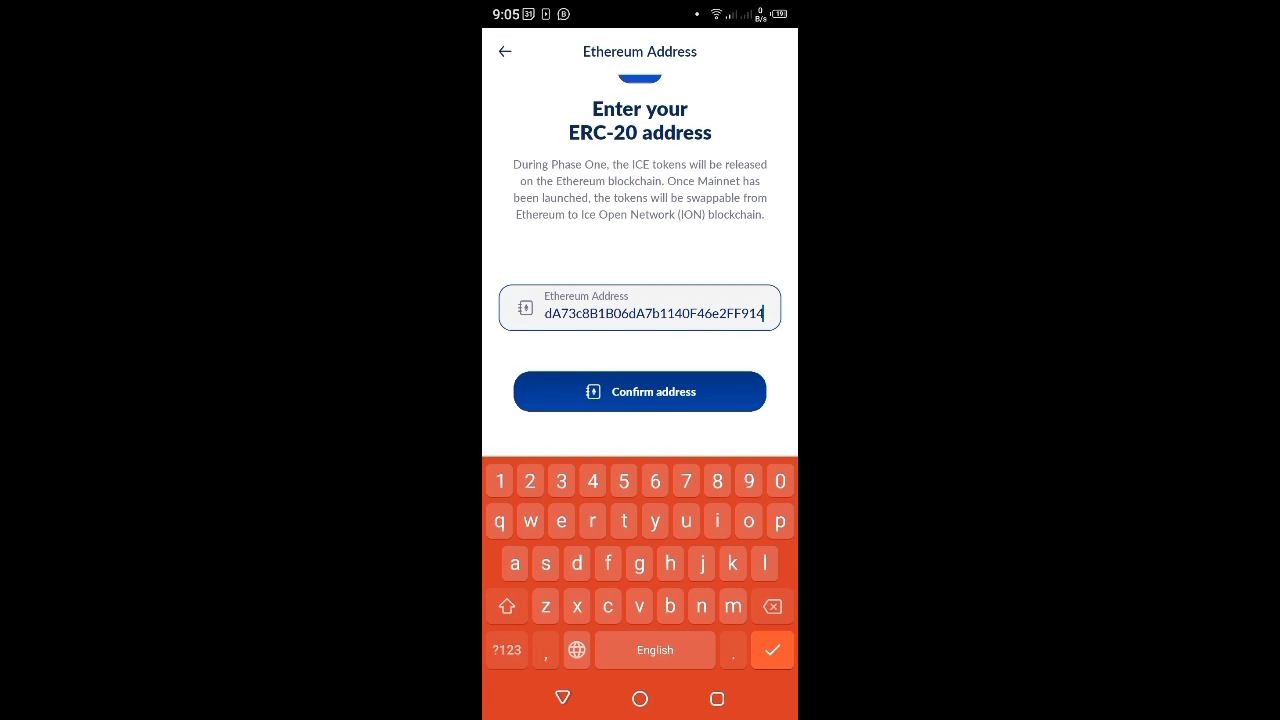 9:05 31 B 0 B/s 19
Ethereum Address
Enter your
ERC-20 address
During Phase One, the ICE tokens will be released
on the Ethereum blockchain. Once Mainnet has
been launched, the tokens will be swappable from
Ethereum to Ice Open Network (ION) blockchain.
Ethereum Address
dA73c8B1B06dA7b1140F46e2FF914
Confirm address
1 2 3 4 5 6 7 8 9 0
q w e r t y u i o p
a s d f g h j k l
z x c v b n m
?123 , English .